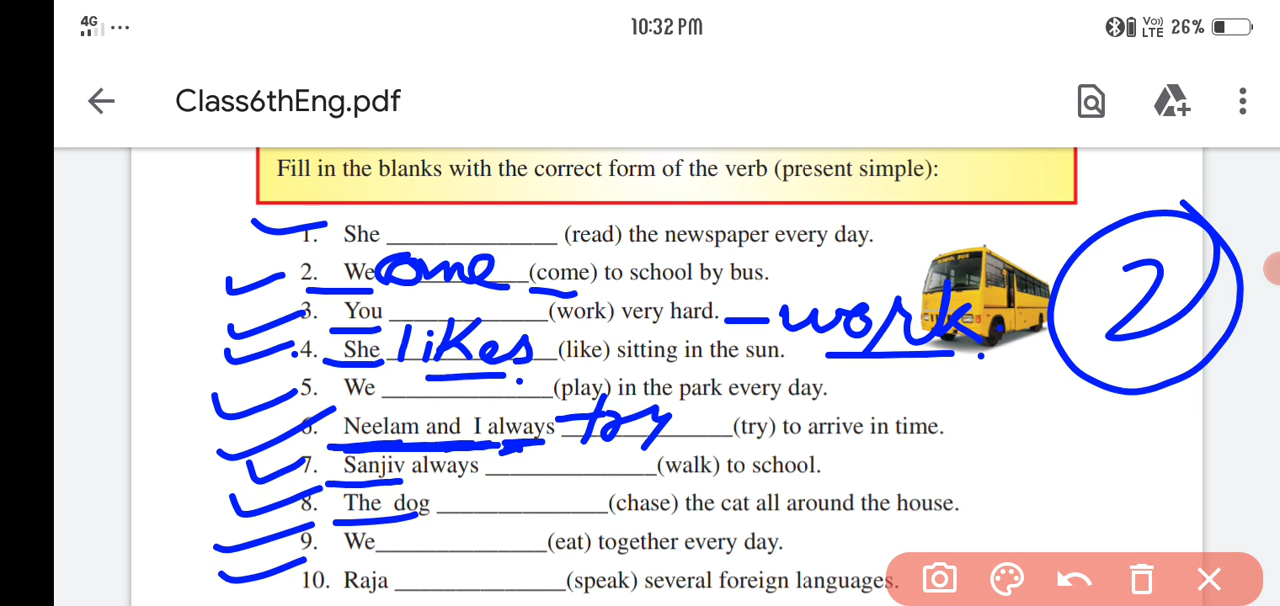 4G ... 10:32 PM Vo)) LTE 26%
Class6thEng.pdf
Fill in the blanks with the correct form of the verb (present simple):
1. She ______________ (read) the newspaper every day.
2. We come (come) to school by bus.
3. You ______________ (work) very hard. – work.
4. She likes. (like) sitting in the sun.
5. We ______________ (play) in the park every day.
6. Neelam and I always try (try) to arrive in time.
7. Sanjiv always ______________ (walk) to school.
8. The dog ______________ (chase) the cat all around the house.
9. We ______________ (eat) together every day.
10. Raja ______________ (speak) several foreign languages.
SCHOOL BUS
2